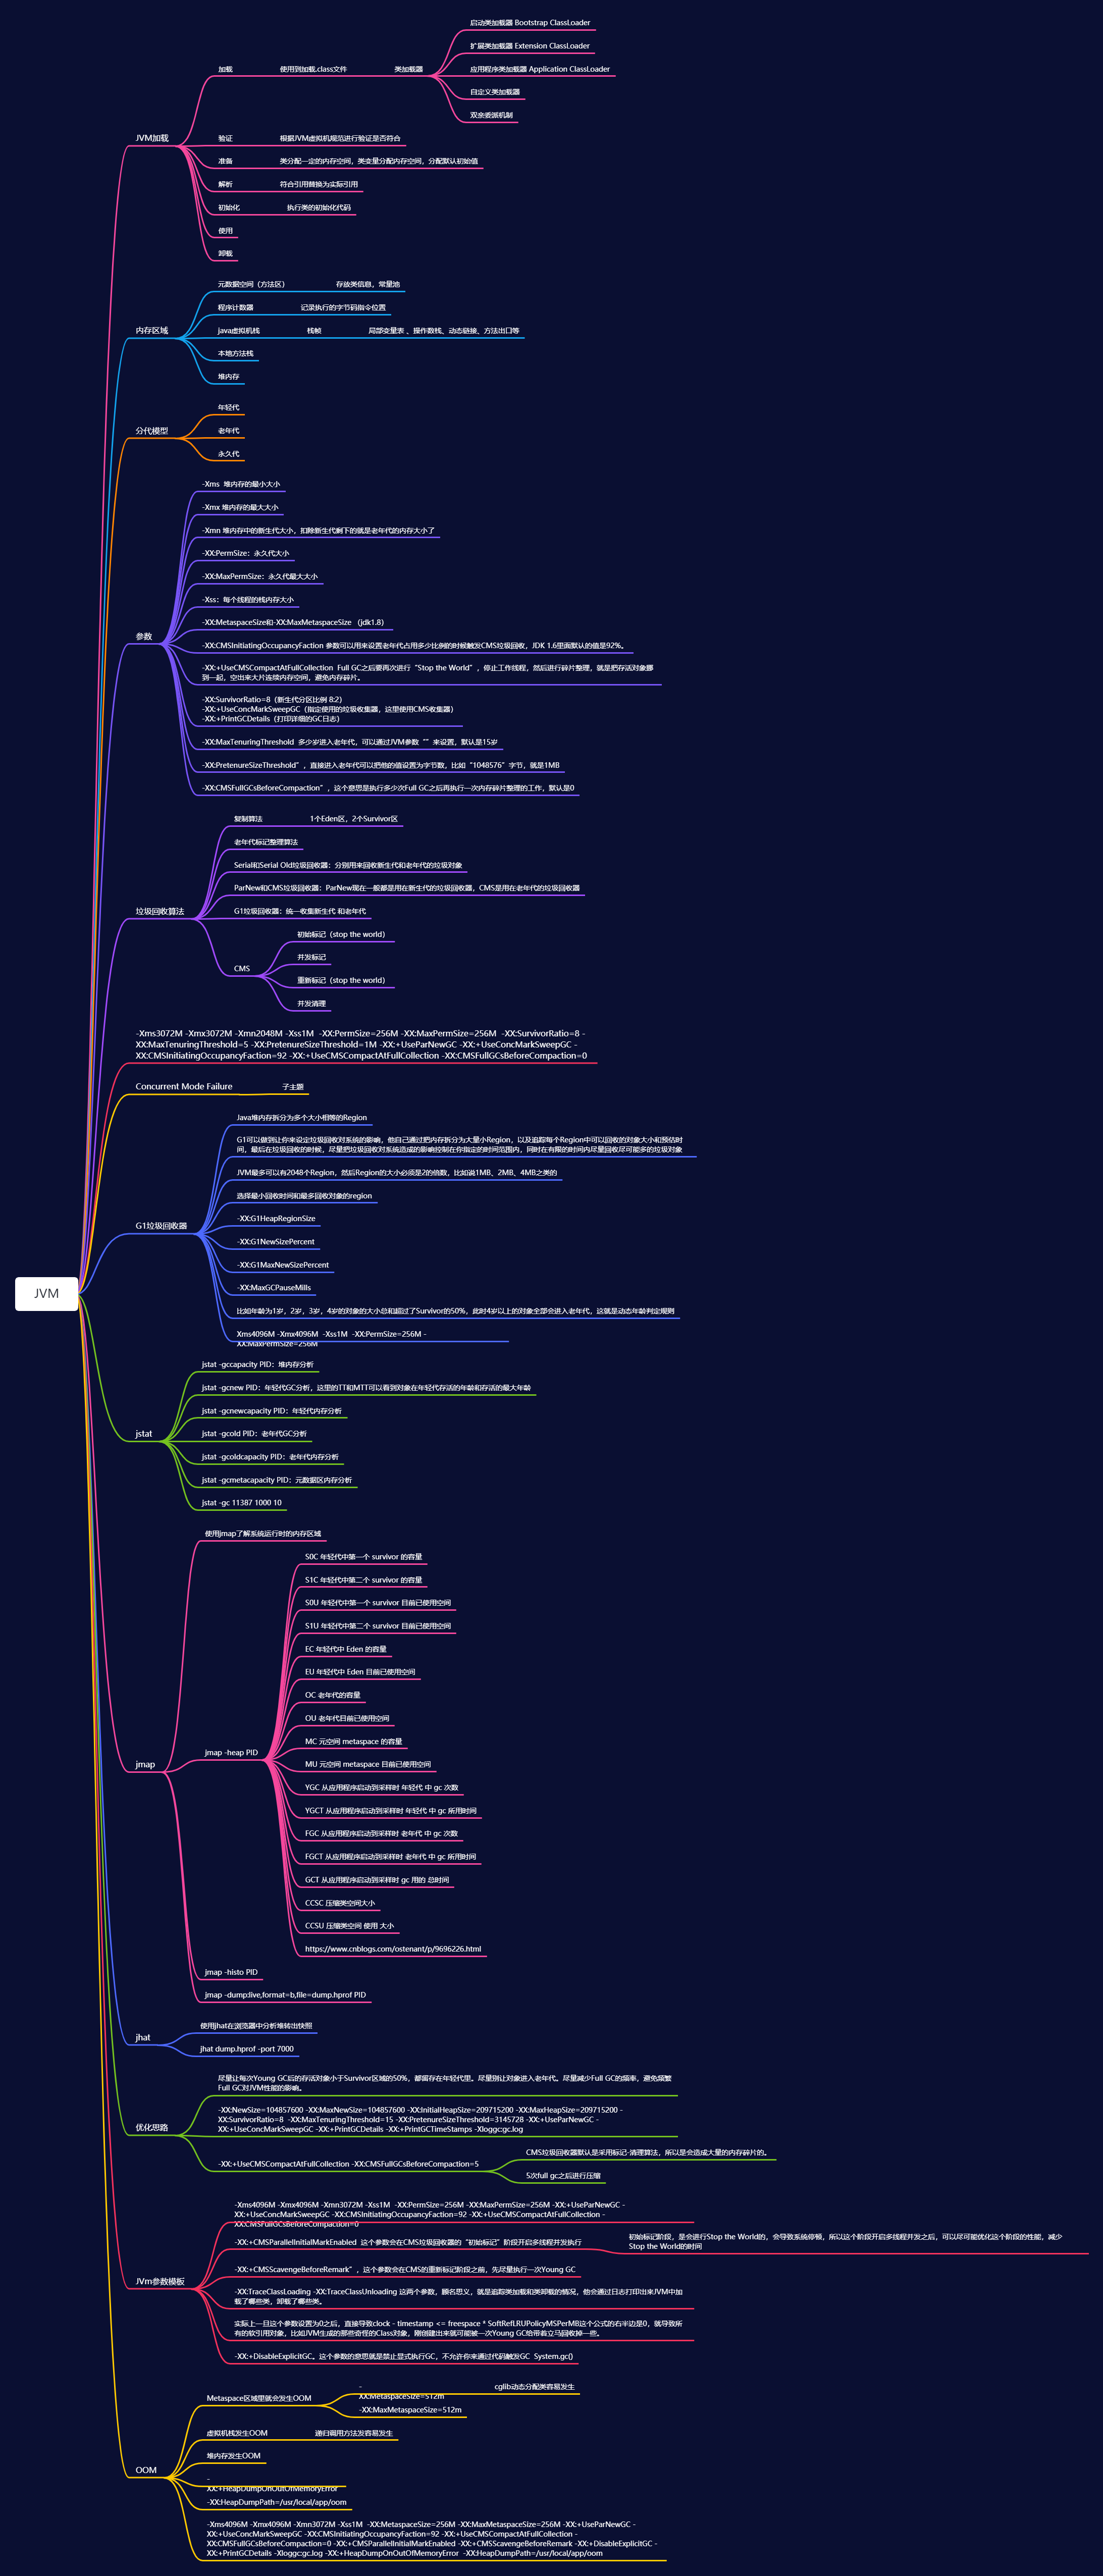 JVM
JVM加载
加载
使用到加载.class文件
类加载器
启动类加载器 Bootstrap ClassLoader
扩展类加载器 Extension ClassLoader
应用程序类加载器 Application ClassLoader
自定义类加载器
双亲委派机制
验证
根据JVM虚拟机规范进行验证是否符合
准备
类分配一定的内存空间，类变量分配内存空间，分配默认初始值
解析
符合引用替换为实际引用
初始化
执行类的初始化代码
使用
卸载
内存区域
元数据空间（方法区）
存放类信息，常量池
程序计数器
记录执行的字节码指令位置
java虚拟机栈
栈帧
局部变量表 、操作数栈、动态链接、方法出口等
本地方法栈
堆内存
分代模型
年轻代
老年代
永久代
参数
-Xms  堆内存的最小大小
-Xmx 堆内存的最大大小
-Xmn 堆内存中的新生代大小，扣除新生代剩下的就是老年代的内存大小了
-XX:PermSize：永久代大小
-XX:MaxPermSize：永久代最大大小
-Xss：每个线程的栈内存大小
-XX:MetaspaceSize和-XX:MaxMetaspaceSize （jdk1.8）
-XX:CMSInitiatingOccupancyFaction 参数可以用来设置老年代占用多少比例的时候触发CMS垃圾回收，JDK 1.6里面默认的值是92%。
-XX:+UseCMSCompactAtFullCollection  Full GC之后要再次进行“Stop the World”，停止工作线程，然后进行碎片整理，就是把存活对象挪
到一起，空出来大片连续内存空间，避免内存碎片。
-XX:SurvivorRatio=8（新生代分区比例 8:2）
-XX:+UseConcMarkSweepGC（指定使用的垃圾收集器，这里使用CMS收集器）
-XX:+PrintGCDetails（打印详细的GC日志）
-XX:MaxTenuringThreshold  多少岁进入老年代，可以通过JVM参数“”来设置，默认是15岁
-XX:PretenureSizeThreshold”，直接进入老年代可以把他的值设置为字节数，比如“1048576”字节，就是1MB
-XX:CMSFullGCsBeforeCompaction”，这个意思是执行多少次Full GC之后再执行一次内存碎片整理的工作，默认是0
垃圾回收算法
复制算法
1个Eden区，2个Survivor区
老年代标记整理算法
Serial和Serial Old垃圾回收器：分别用来回收新生代和老年代的垃圾对象
ParNew和CMS垃圾回收器：ParNew现在一般都是用在新生代的垃圾回收器，CMS是用在老年代的垃圾回收器
G1垃圾回收器：统一收集新生代 和老年代
CMS
初始标记（stop the world）
并发标记
重新标记（stop the world）
并发清理
-Xms3072M -Xmx3072M -Xmn2048M -Xss1M  -XX:PermSize=256M -XX:MaxPermSize=256M  -XX:SurvivorRatio=8 -
XX:MaxTenuringThreshold=5 -XX:PretenureSizeThreshold=1M -XX:+UseParNewGC -XX:+UseConcMarkSweepGC -
XX:CMSInitiatingOccupancyFaction=92 -XX:+UseCMSCompactAtFullCollection -XX:CMSFullGCsBeforeCompaction=0
Concurrent Mode Failure
子主题
G1垃圾回收器
Java堆内存拆分为多个大小相等的Region
G1可以做到让你来设定垃圾回收对系统的影响，他自己通过把内存拆分为大量小Region，以及追踪每个Region中可以回收的对象大小和预估时
间，最后在垃圾回收的时候，尽量把垃圾回收对系统造成的影响控制在你指定的时间范围内，同时在有限的时间内尽量回收尽可能多的垃圾对象
JVM最多可以有2048个Region，然后Region的大小必须是2的倍数，比如说1MB、2MB、4MB之类的
选择最小回收时间和最多回收对象的region
-XX:G1HeapRegionSize
-XX:G1NewSizePercent
-XX:G1MaxNewSizePercent
-XX:MaxGCPauseMills
比如年龄为1岁，2岁，3岁，4岁的对象的大小总和超过了Survivor的50%，此时4岁以上的对象全部会进入老年代，这就是动态年龄判定规则
Xms4096M -Xmx4096M  -Xss1M  -XX:PermSize=256M -
XX:MaxPermSize=256M
jstat
jstat -gccapacity PID：堆内存分析
jstat -gcnew PID：年轻代GC分析，这里的TT和MTT可以看到对象在年轻代存活的年龄和存活的最大年龄
jstat -gcnewcapacity PID：年轻代内存分析
jstat -gcold PID：老年代GC分析
jstat -gcoldcapacity PID：老年代内存分析
jstat -gcmetacapacity PID：元数据区内存分析
jstat -gc 11387 1000 10
jmap
使用jmap了解系统运行时的内存区域
jmap -heap PID
S0C 年轻代中第一个 survivor 的容量
S1C 年轻代中第二个 survivor 的容量
S0U 年轻代中第一个 survivor 目前已使用空间
S1U 年轻代中第二个 survivor 目前已使用空间
EC 年轻代中 Eden 的容量
EU 年轻代中 Eden 目前已使用空间
OC 老年代的容量
OU 老年代目前已使用空间
MC 元空间 metaspace 的容量
MU 元空间 metaspace 目前已使用空间
YGC 从应用程序启动到采样时 年轻代 中 gc 次数
YGCT 从应用程序启动到采样时 年轻代 中 gc 所用时间
FGC 从应用程序启动到采样时 老年代 中 gc 次数
FGCT 从应用程序启动到采样时 老年代 中 gc 所用时间
GCT 从应用程序启动到采样时 gc 用的 总时间
CCSC 压缩类空间大小
CCSU 压缩类空间 使用 大小
https://www.cnblogs.com/ostenant/p/9696226.html
jmap -histo PID
jmap -dump:live,format=b,file=dump.hprof PID
jhat
使用jhat在浏览器中分析堆转出快照
jhat dump.hprof -port 7000
优化思路
尽量让每次Young GC后的存活对象小于Survivor区域的50%，都留存在年轻代里。尽量别让对象进入老年代。尽量减少Full GC的频率，避免频繁
Full GC对JVM性能的影响。
-XX:NewSize=104857600 -XX:MaxNewSize=104857600 -XX:InitialHeapSize=209715200 -XX:MaxHeapSize=209715200 -
XX:SurvivorRatio=8  -XX:MaxTenuringThreshold=15 -XX:PretenureSizeThreshold=3145728 -XX:+UseParNewGC -
XX:+UseConcMarkSweepGC -XX:+PrintGCDetails -XX:+PrintGCTimeStamps -Xloggc:gc.log
-XX:+UseCMSCompactAtFullCollection -XX:CMSFullGCsBeforeCompaction=5
CMS垃圾回收器默认是采用标记-清理算法，所以是会造成大量的内存碎片的。
5次full gc之后进行压缩
JVm参数模板
-Xms4096M -Xmx4096M -Xmn3072M -Xss1M  -XX:PermSize=256M -XX:MaxPermSize=256M -XX:+UseParNewGC -
XX:+UseConcMarkSweepGC -XX:CMSInitiatingOccupancyFaction=92 -XX:+UseCMSCompactAtFullCollection -
XX:CMSFullGCsBeforeCompaction=0
-XX:+CMSParallelInitialMarkEnabled  这个参数会在CMS垃圾回收器的“初始标记”阶段开启多线程并发执行
初始标记阶段，是会进行Stop the World的，会导致系统停顿，所以这个阶段开启多线程并发之后，可以尽可能优化这个阶段的性能，减少
Stop the World的时间
-XX:+CMSScavengeBeforeRemark”，这个参数会在CMS的重新标记阶段之前，先尽量执行一次Young GC
-XX:TraceClassLoading -XX:TraceClassUnloading 这两个参数，顾名思义，就是追踪类加载和类卸载的情况，他会通过日志打印出来JVM中加
载了哪些类，卸载了哪些类。
实际上一旦这个参数设置为0之后，直接导致clock - timestamp <= freespace * SoftRefLRUPolicyMSPerMB这个公式的右半边是0，就导致所
有的软引用对象，比如JVM生成的那些奇怪的Class对象，刚创建出来就可能被一次Young GC给带着立马回收掉一些。
-XX:+DisableExplicitGC。这个参数的意思就是禁止显式执行GC，不允许你来通过代码触发GC  System.gc()
OOM
Metaspace区域里就会发生OOM
-
XX:MetaspaceSize=512m
cglib动态分配类容易发生
-XX:MaxMetaspaceSize=512m
虚拟机栈发生OOM
递归调用方法发容易发生
堆内存发生OOM
-
XX:+HeapDumpOnOutOfMemoryError
-XX:HeapDumpPath=/usr/local/app/oom
-Xms4096M -Xmx4096M -Xmn3072M -Xss1M  -XX:MetaspaceSize=256M -XX:MaxMetaspaceSize=256M -XX:+UseParNewGC -
XX:+UseConcMarkSweepGC -XX:CMSInitiatingOccupancyFaction=92 -XX:+UseCMSCompactAtFullCollection -
XX:CMSFullGCsBeforeCompaction=0 -XX:+CMSParallelInitialMarkEnabled -XX:+CMSScavengeBeforeRemark -XX:+DisableExplicitGC -
XX:+PrintGCDetails -Xloggc:gc.log -XX:+HeapDumpOnOutOfMemoryError  -XX:HeapDumpPath=/usr/local/app/oom